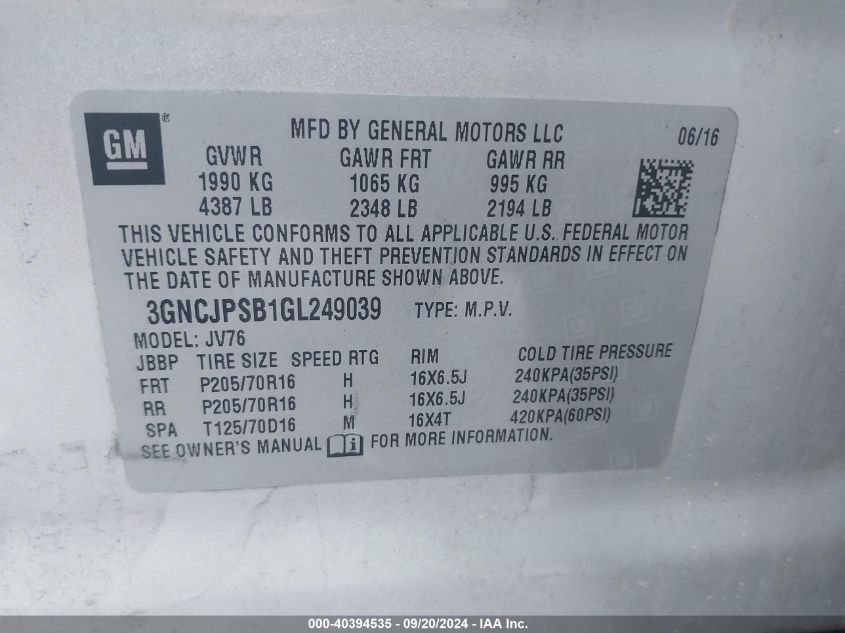 GM ® MFD BY GENERAL MOTORS LLC 06/16
GVWR GAWR FRT GAWR RR
1990 KG 1065 KG 995 KG
4387 LB 2348 LB 2194 LB
THIS VEHICLE CONFORMS TO ALL APPLICABLE U.S. FEDERAL MOTOR
VEHICLE SAFETY AND THEFT PREVENTION STANDARDS IN EFFECT ON
THE DATE OF MANUFACTURE SHOWN ABOVE.
3GNCJPSB1GL249039 TYPE: M.P.V.
MODEL: JV76
JBBP TIRE SIZE SPEED RTG RIM COLD TIRE PRESSURE
FRT P205/70R16 H 16X6.5J 240KPA(35PSI)
RR P205/70R16 H 16X6.5J 240KPA(35PSI)
SPA T125/70D16 M 16X4T 420KPA(60PSI)
SEE OWNER'S MANUAL i FOR MORE INFORMATION.
000-40394535 - 09/20/2024 - IAA Inc.